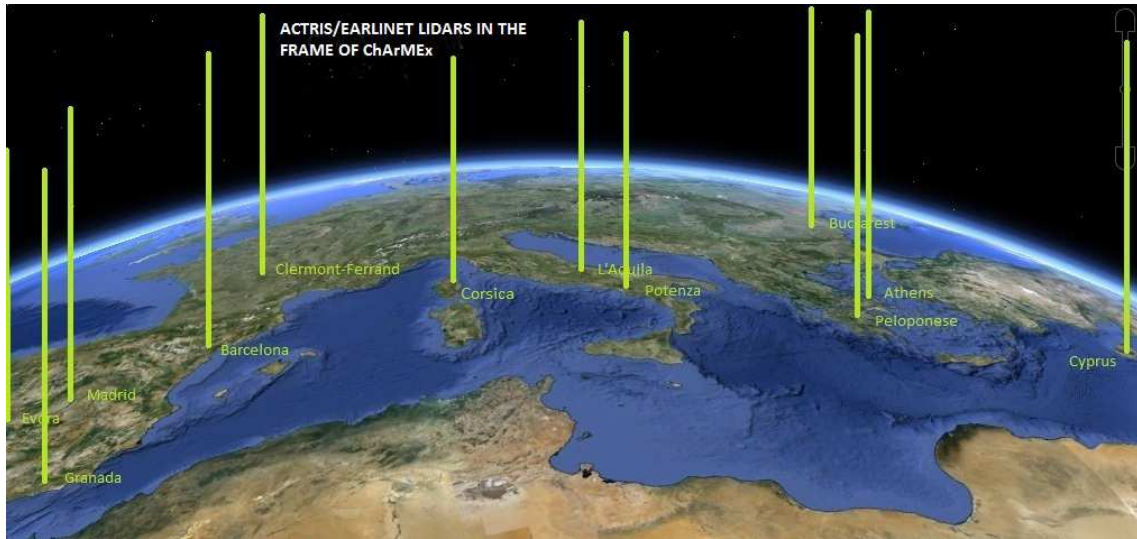 ACTRIS/EARLINET LIDARS IN THE
FRAME OF ChArMEx
Bucharest
Clermont-Ferrand
L'Aquila
Corsica
Potenza
Athens
Peloponese
Barcelona
Cyprus
Madrid
Evora
Granada